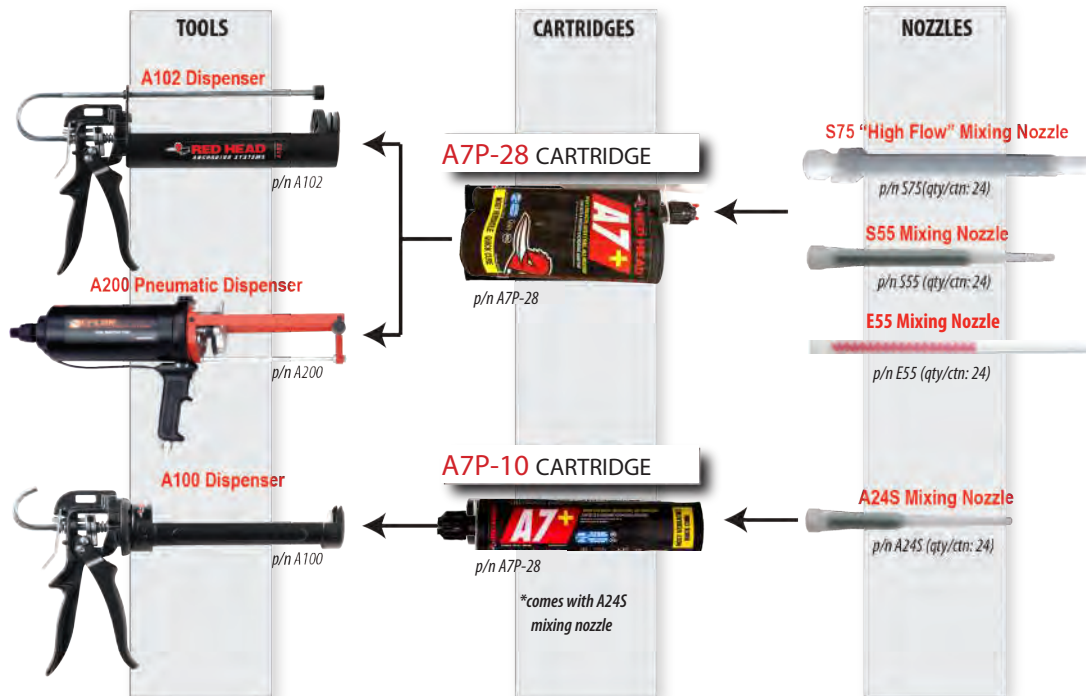 TOOLS
A102 Dispenser
RED HEAD
ANCHORING SYSTEMS
p/n A102
A200 Pneumatic Dispenser
p/n A200
A100 Dispenser
p/n A100
CARTRIDGES
A7P-28 CARTRIDGE
RED HEAD
A7+
QUICK CURE
p/n A7P-28
A7P-10 CARTRIDGE
A7+
p/n A7P-28
*comes with A24S
mixing nozzle
NOZZLES
S75 “High Flow” Mixing Nozzle
p/n S75(qty/ctn: 24)
S55 Mixing Nozzle
p/n S55 (qty/ctn: 24)
E55 Mixing Nozzle
p/n E55 (qty/ctn: 24)
A24S Mixing Nozzle
p/n A24S (qty/ctn: 24)